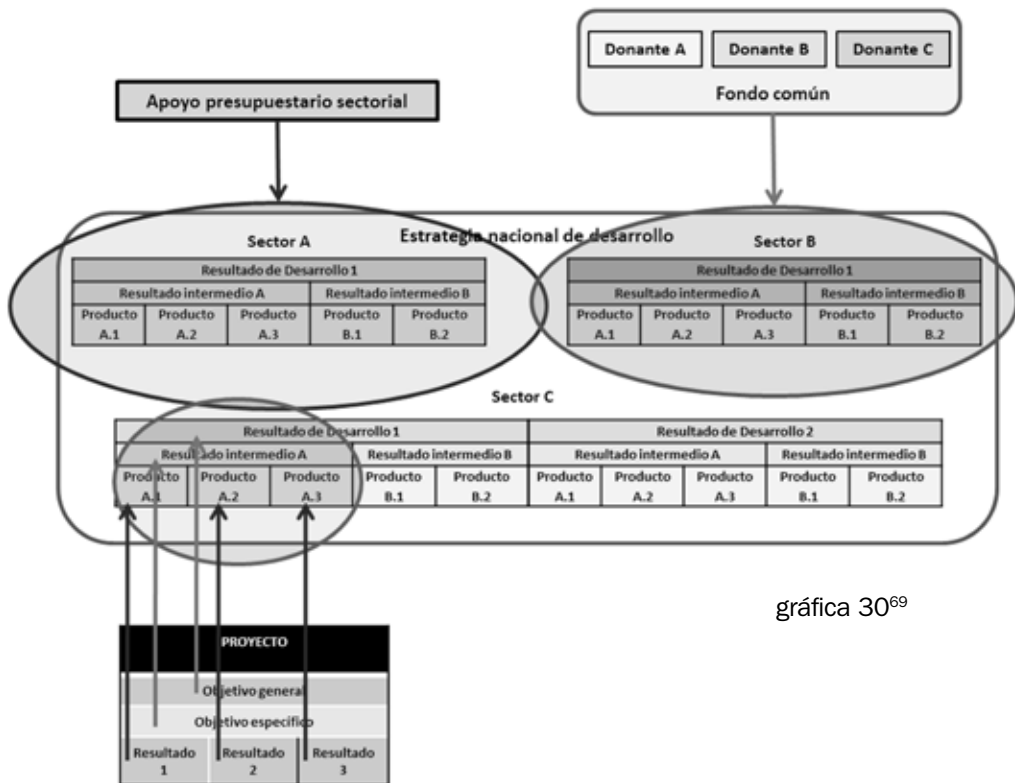 Donante A Donante B Donante C
Fondo común
Apoyo presupuestario sectorial
Estrategia nacional de desarrollo
Sector A
Resultado de Desarrollo 1
Resultado intermedio A Resultado intermedio B
Producto Producto Producto Producto Producto
A.1 A.2 A.3 B.1 B.2
Sector B
Resultado de Desarrollo 1
Resultado intermedio A Resultado intermedio B
Producto Producto Producto Producto Producto
A.1 A.2 A.3 B.1 B.2
Sector C
Resultado de Desarrollo 1 Resultado de Desarrollo 2
Resultado intermedio A Resultado intermedio B Resultado intermedio A Resultado intermedio B
Producto Producto Producto Producto Producto Producto Producto Producto Producto Producto
A.1 A.2 A.3 B.1 B.2 A.1 A.2 A.3 B.1 B.2
gráfica 30⁶⁹
PROYECTO
Objetivo general
Objetivo específico
Resultado Resultado Resultado
1 2 3